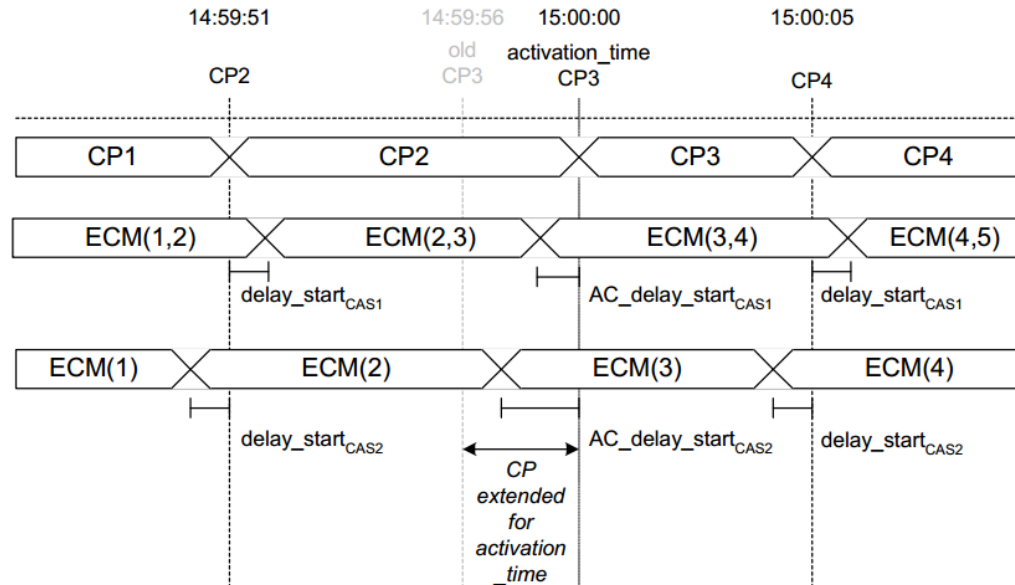 14:59:51 14:59:56 15:00:00 15:00:05
old activation_time
CP2 CP3 CP3 CP4
CP1 CP2 CP3 CP4
ECM(1,2) ECM(2,3) ECM(3,4) ECM(4,5)
delay_startCAS1 AC_delay_startCAS1 delay_startCAS1
ECM(1) ECM(2) ECM(3) ECM(4)
delay_startCAS2 AC_delay_startCAS2 delay_startCAS2
CP
extended
for
activation
_time